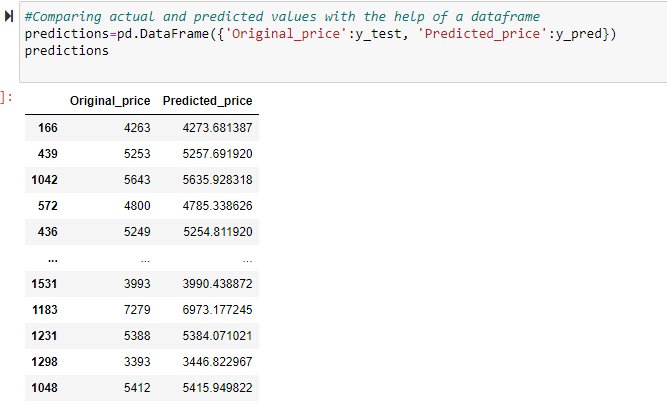 #Comparing actual and predicted values with the help of a dataframe
predictions=pd.DataFrame({'Original_price':y_test, 'Predicted_price':y_pred})
predictions
]:
Original_price Predicted_price
166 4263 4273.681387
439 5253 5257.691920
1042 5643 5635.928318
572 4800 4785.338626
436 5249 5254.811920
... ... ...
1531 3993 3990.438872
1183 7279 6973.177245
1231 5388 5384.071021
1298 3393 3446.822967
1048 5412 5415.949822